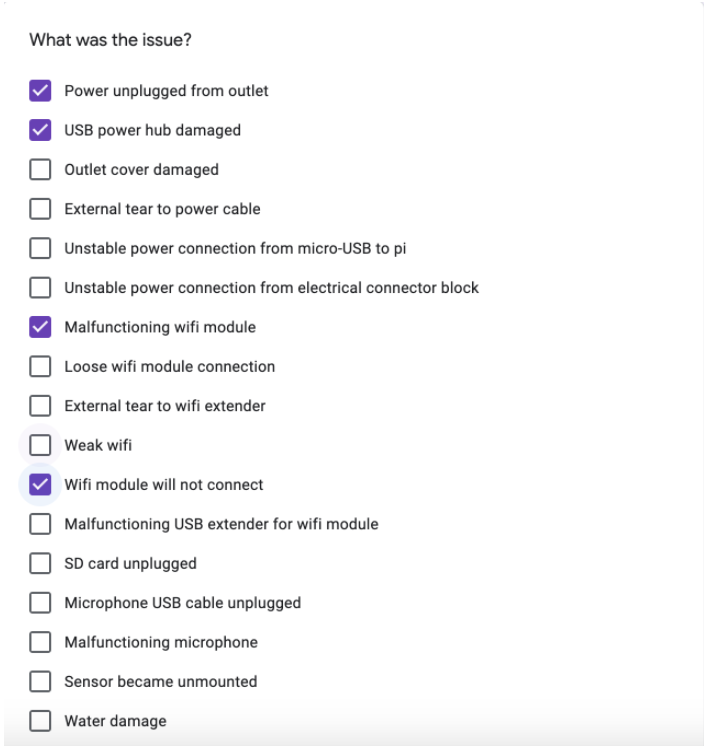 What was the issue?
Power unplugged from outlet
USB power hub damaged
Outlet cover damaged
External tear to power cable
Unstable power connection from micro-USB to pi
Unstable power connection from electrical connector block
Malfunctioning wifi module
Loose wifi module connection
External tear to wifi extender
Weak wifi
Wifi module will not connect
Malfunctioning USB extender for wifi module
SD card unplugged
Microphone USB cable unplugged
Malfunctioning microphone
Sensor became unmounted
Water damage